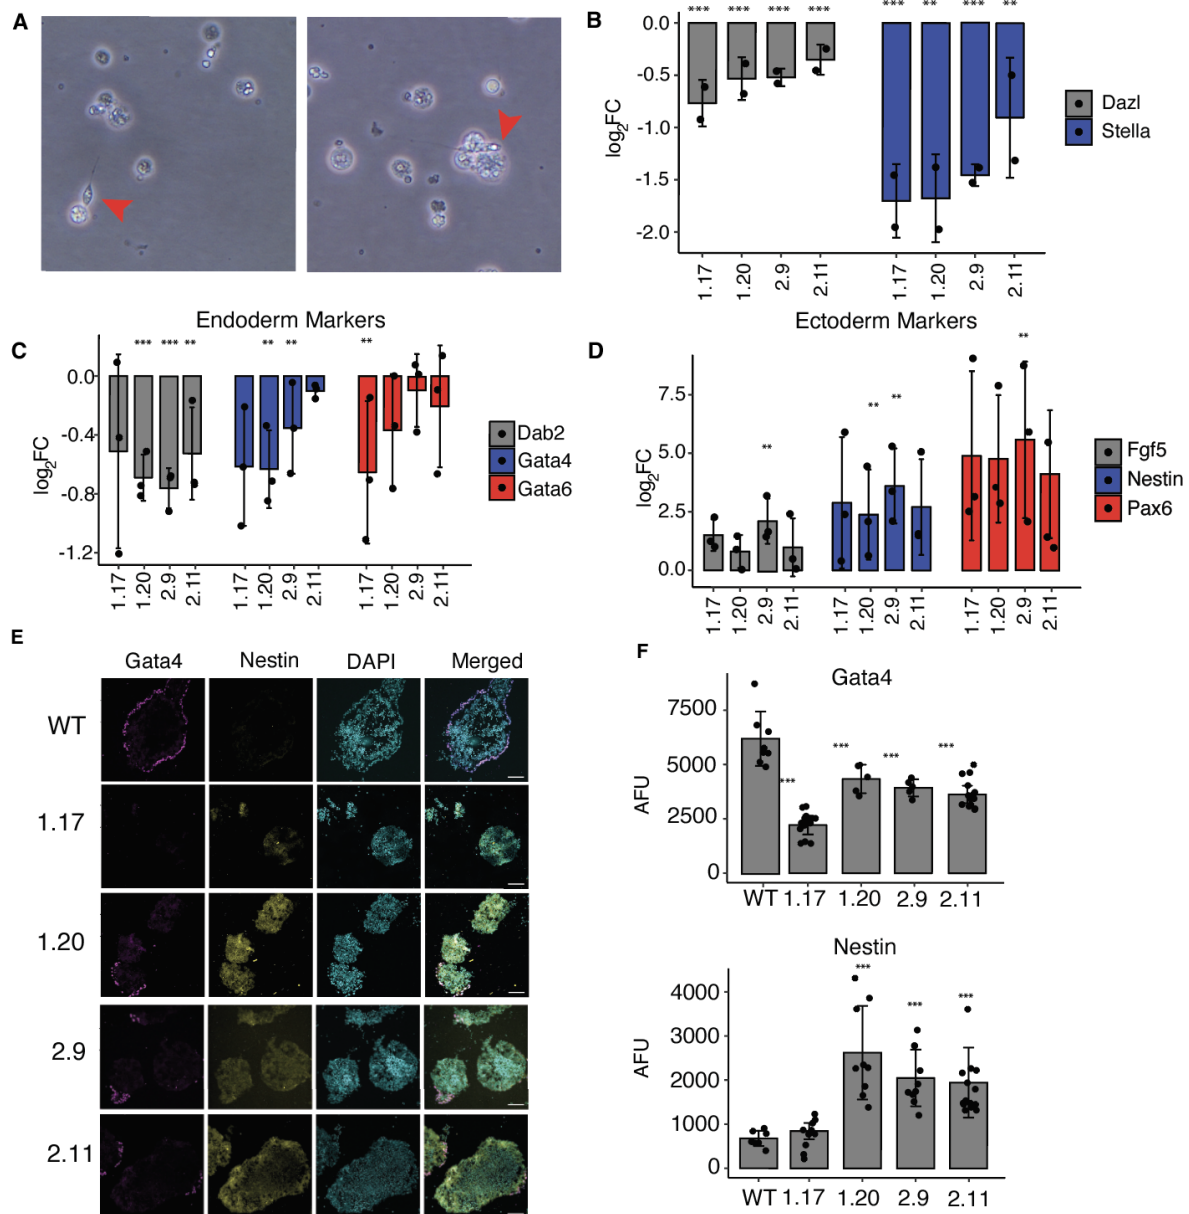 A
B
*** *** *** *** *** ** *** **
0.0
-0.5
-1.0
-1.5
-2.0
log2FC
1.17 1.20 2.9 2.11 1.17 1.20 2.9 2.11
Dazl
Stella
C
Endoderm Markers
*** *** ** ** ** **
0.0
-0.4
-0.8
-1.2
log2FC
1.17 1.20 2.9 2.11 1.17 1.20 2.9 2.11 1.17 1.20 2.9 2.11
Dab2
Gata4
Gata6
D
Ectoderm Markers
** ** ** **
7.5
5.0
2.5
0.0
log2FC
1.17 1.20 2.9 2.11 1.17 1.20 2.9 2.11 1.17 1.20 2.9 2.11
Fgf5
Nestin
Pax6
E
Gata4 Nestin DAPI Merged
WT
1.17
1.20
2.9
2.11
F
Gata4
*** *** *** ***
7500
5000
2500
0
AFU
WT 1.17 1.20 2.9 2.11
Nestin
*** *** ***
4000
3000
2000
1000
0
AFU
WT 1.17 1.20 2.9 2.11